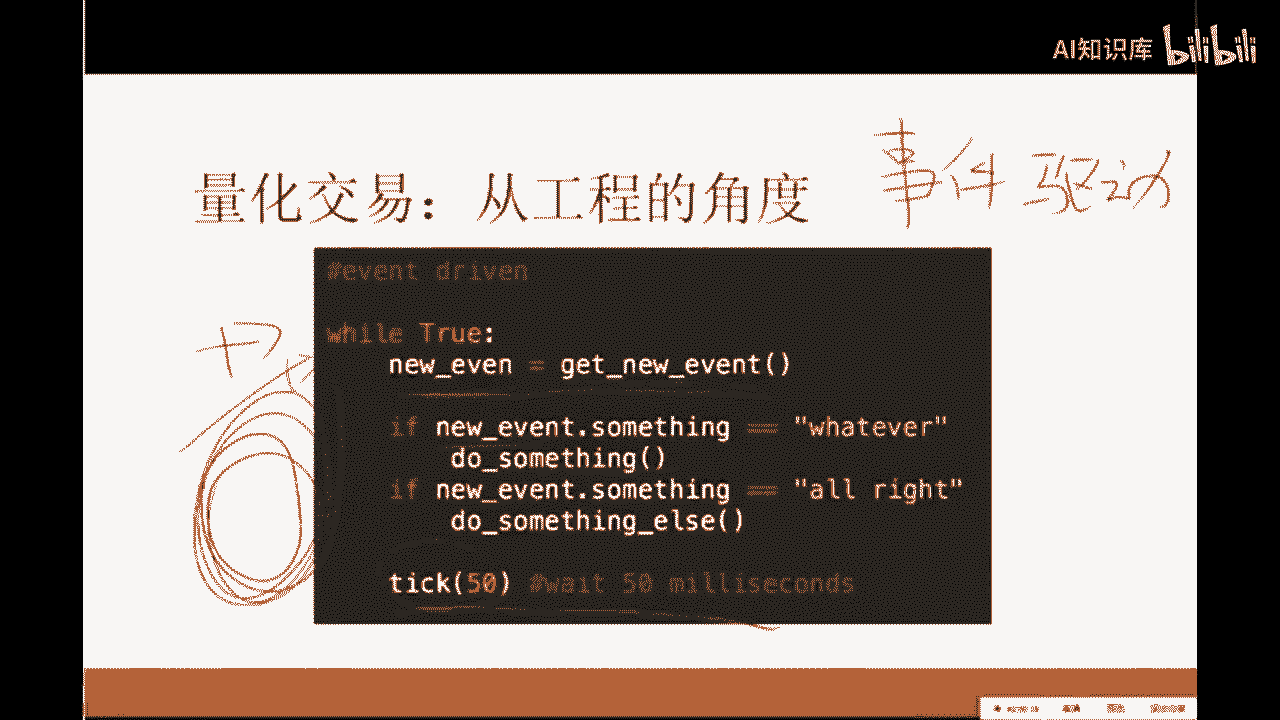 AI知识库 bilibili
事件驱动
量化交易：从工程的角度
#event driven
while True:
new_even = get_new_event()
if new_event.something == "whatever"
do_something()
if new_event.something == "all right"
do_something_else()
tick(50) #wait 50 milliseconds